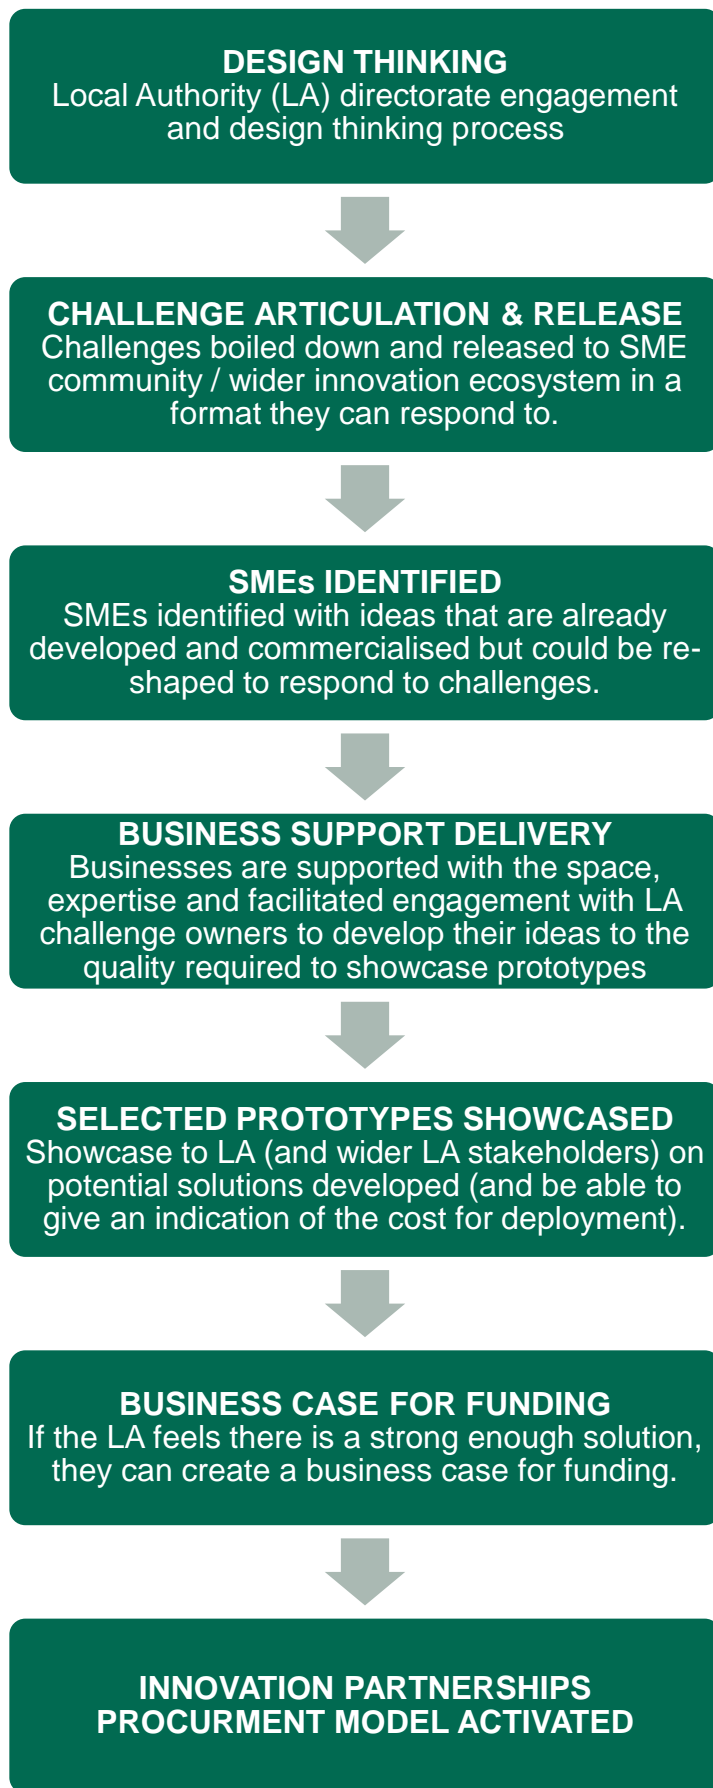 DESIGN THINKING
Local Authority (LA) directorate engagement
and design thinking process
CHALLENGE ARTICULATION & RELEASE
Challenges boiled down and released to SME
community / wider innovation ecosystem in a
format they can respond to.
SMEs IDENTIFIED
SMEs identified with ideas that are already
developed and commercialised but could be re-
shaped to respond to challenges.
BUSINESS SUPPORT DELIVERY
Businesses are supported with the space,
expertise and facilitated engagement with LA
challenge owners to develop their ideas to the
quality required to showcase prototypes
SELECTED PROTOTYPES SHOWCASED
Showcase to LA (and wider LA stakeholders) on
potential solutions developed (and be able to
give an indication of the cost for deployment).
BUSINESS CASE FOR FUNDING
If the LA feels there is a strong enough solution,
they can create a business case for funding.
INNOVATION PARTNERSHIPS
PROCURMENT MODEL ACTIVATED